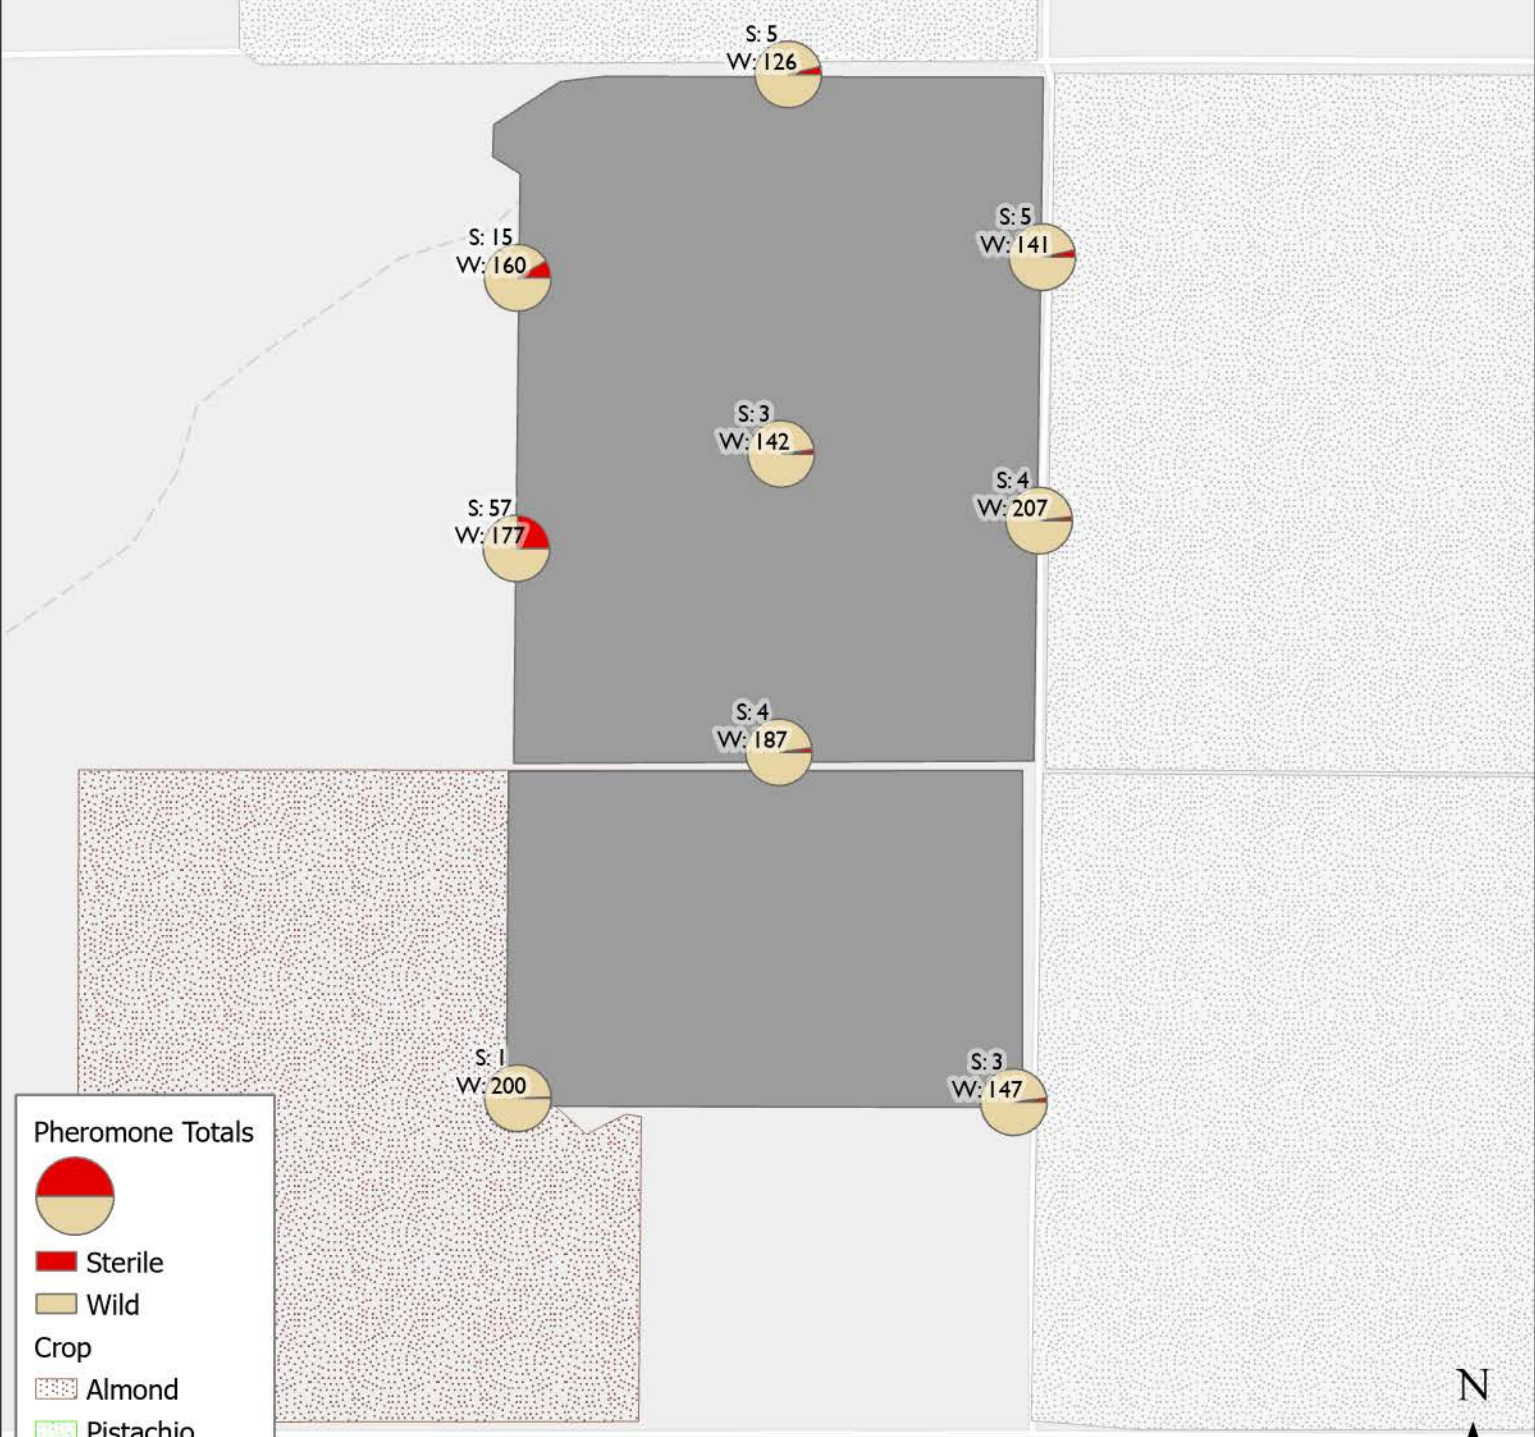 S: 5
W: 126
S: 5
W: 141
S: 15
W: 160
S: 3
W: 142
S: 4
W: 207
S: 57
W: 177
S: 4
W: 187
S: 1
W: 200
S: 3
W: 147
Pheromone Totals
Sterile
Wild
Crop
Almond
Pistachio
N